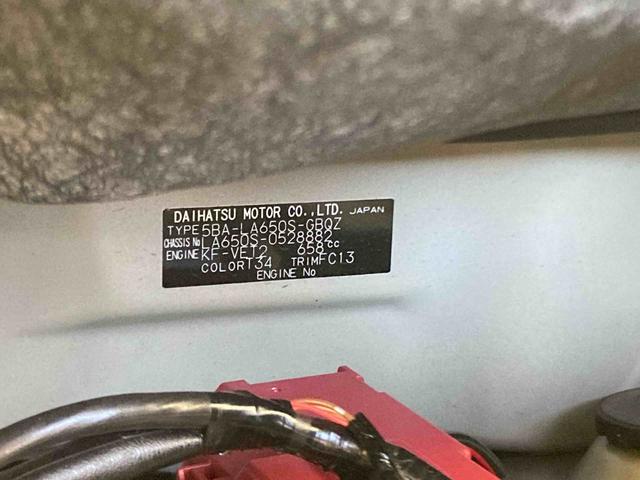 DAIHATSU MOTOR CO.,LTD. JAPAN
TYPE 5BA-LA650S-GBQZ
CHASSIS No LA650S-0528882
ENGINE KF-VET2 658cc
COLOR T34 TRIM FC13
ENGINE No